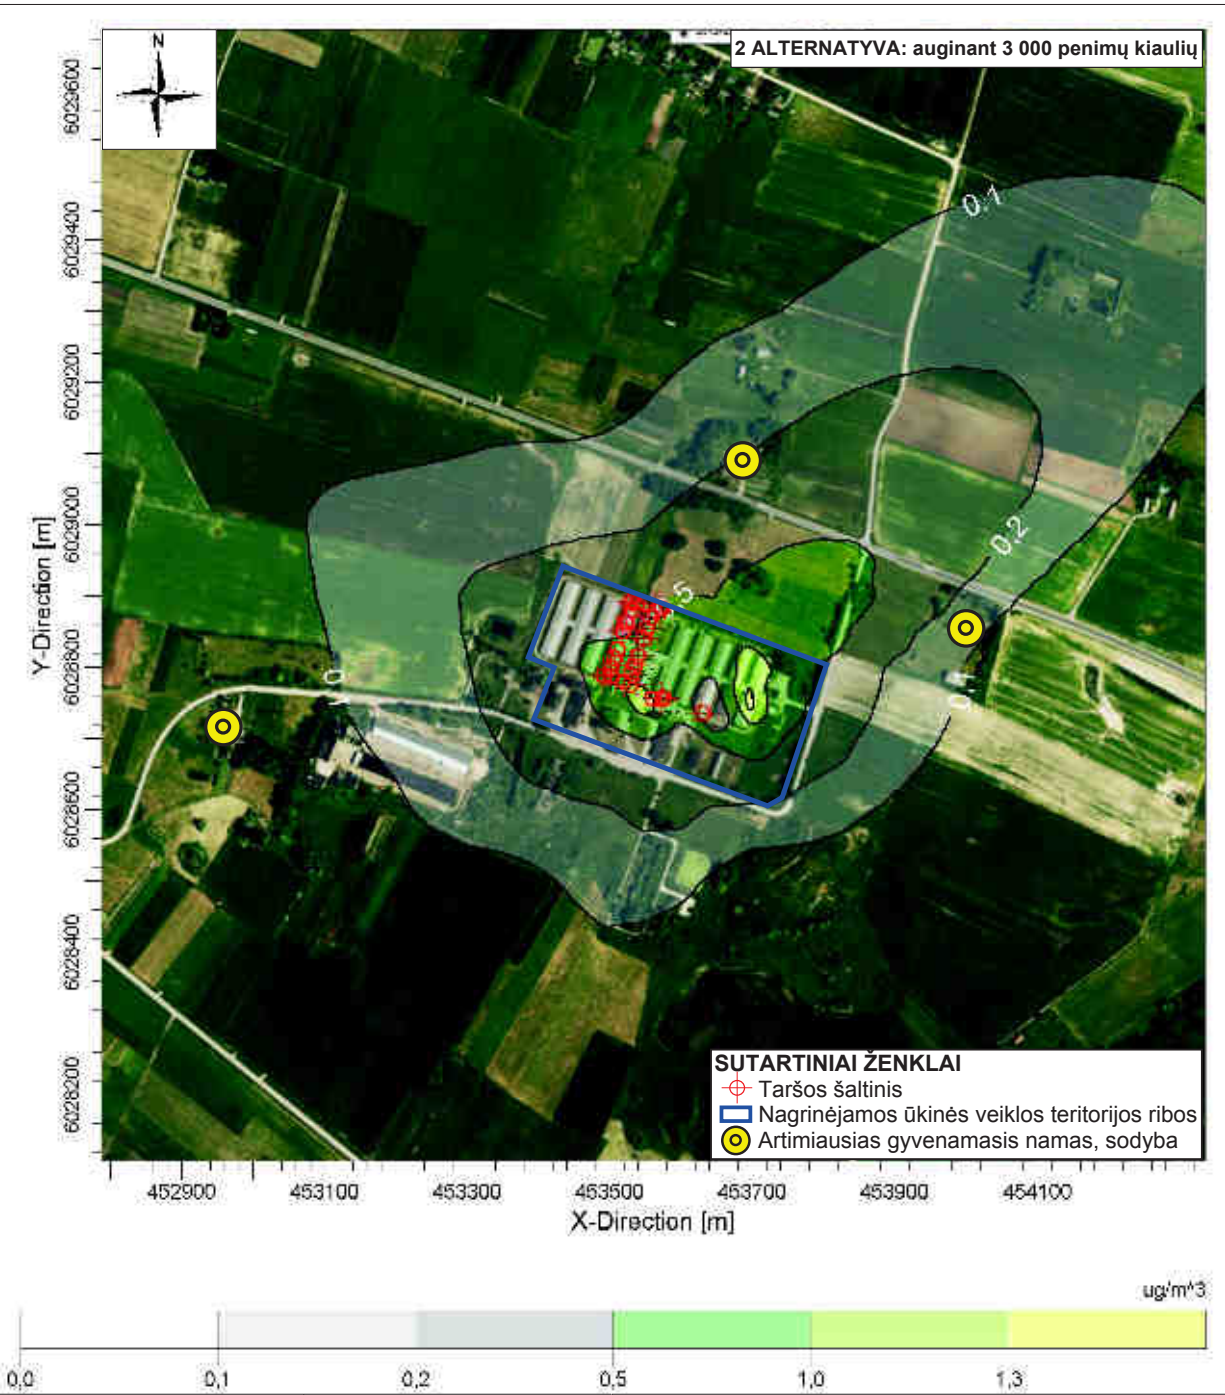 2 ALTERNATYVA: auginant 3 000 penimų kiaulių
N
6029600
6029400
6029200
6029000
6028800
6028600
6028400
6028200
Y-Direction [m]
0.1
0.2
5
0.1
SUTARTINIAI ŽENKLAI
Taršos šaltinis
Nagrinėjamos ūkinės veiklos teritorijos ribos
Artimiausias gyvenamasis namas, sodyba
452900 453100 453300 453500 453700 453900 454100
X-Direction [m]
ug/m^3
0,0 0,1 0,2 0,5 1,0 1,3